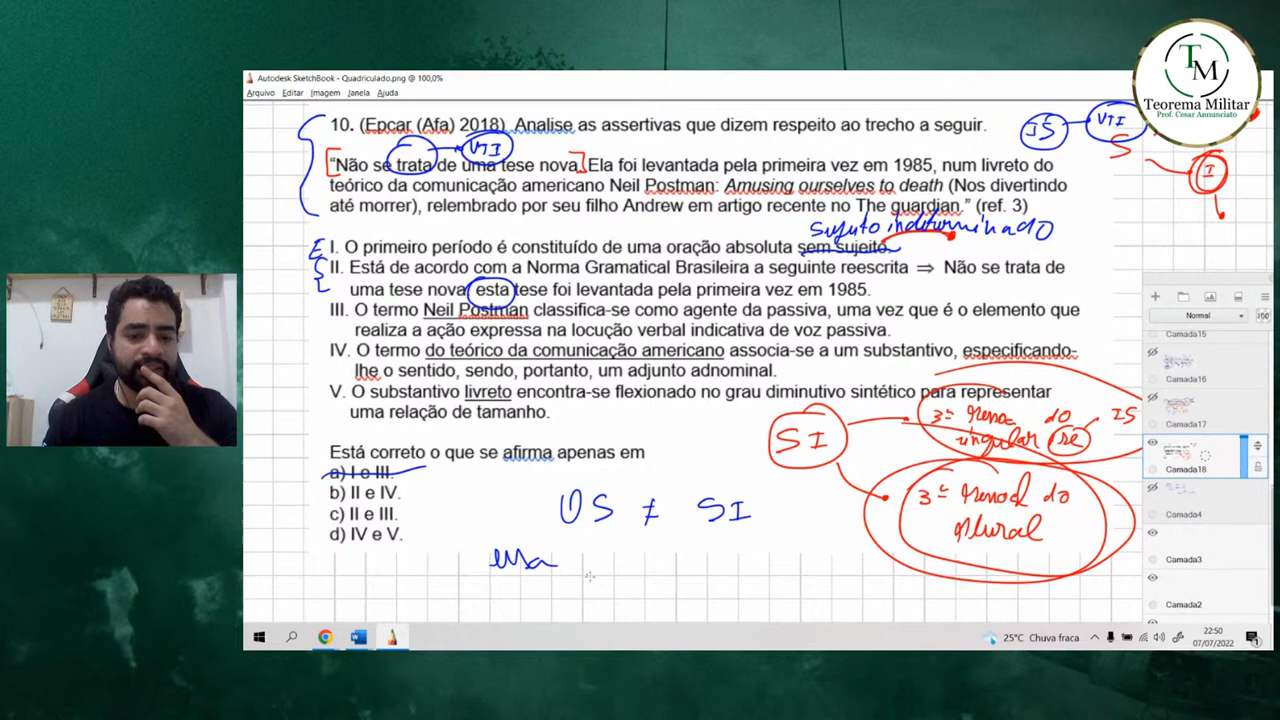 Autodesk SketchBook - Quadriculado.png @ 100,0%
Arquivo Editar Imagem Janela Ajuda
TM
Teorema Militar
Prof. Cesar Annunciato
10. (Epcar (Afa) 2018) Analise as assertivas que dizem respeito ao trecho a seguir.
IS VTI
S
I
VTI
"Não se trata de uma tese nova. Ela foi levantada pela primeira vez em 1985, num livreto do
teórico da comunicação americano Neil Postman: Amusing ourselves to death (Nos divertindo
até morrer), relembrado por seu filho Andrew em artigo recente no The guardian." (ref. 3)
sujeito indeterminado
E I. O primeiro período é constituído de uma oração absoluta sem sujeito.
II. Está de acordo com a Norma Gramatical Brasileira a seguinte reescrita ⇒ Não se trata de
uma tese nova, esta tese foi levantada pela primeira vez em 1985.
III. O termo Neil Postman classifica-se como agente da passiva, uma vez que é o elemento que
realiza a ação expressa na locução verbal indicativa de voz passiva.
IV. O termo do teórico da comunicação americano associa-se a um substantivo, especificando-
lhe o sentido, sendo, portanto, um adjunto adnominal.
V. O substantivo livreto encontra-se flexionado no grau diminutivo sintético para representar
uma relação de tamanho.
Está correto o que se afirma apenas em
a) I e III.
b) II e IV.
c) II e III.
d) IV e V.
SI
3ª do
singular se IS
3ª do
plural
OS ≠ SI
essa
Normal 100
Camada15
Camada16
Camada17
Camada18
Camada4
Camada3
Camada2
25°C Chuva fraca
22:50
07/07/2022